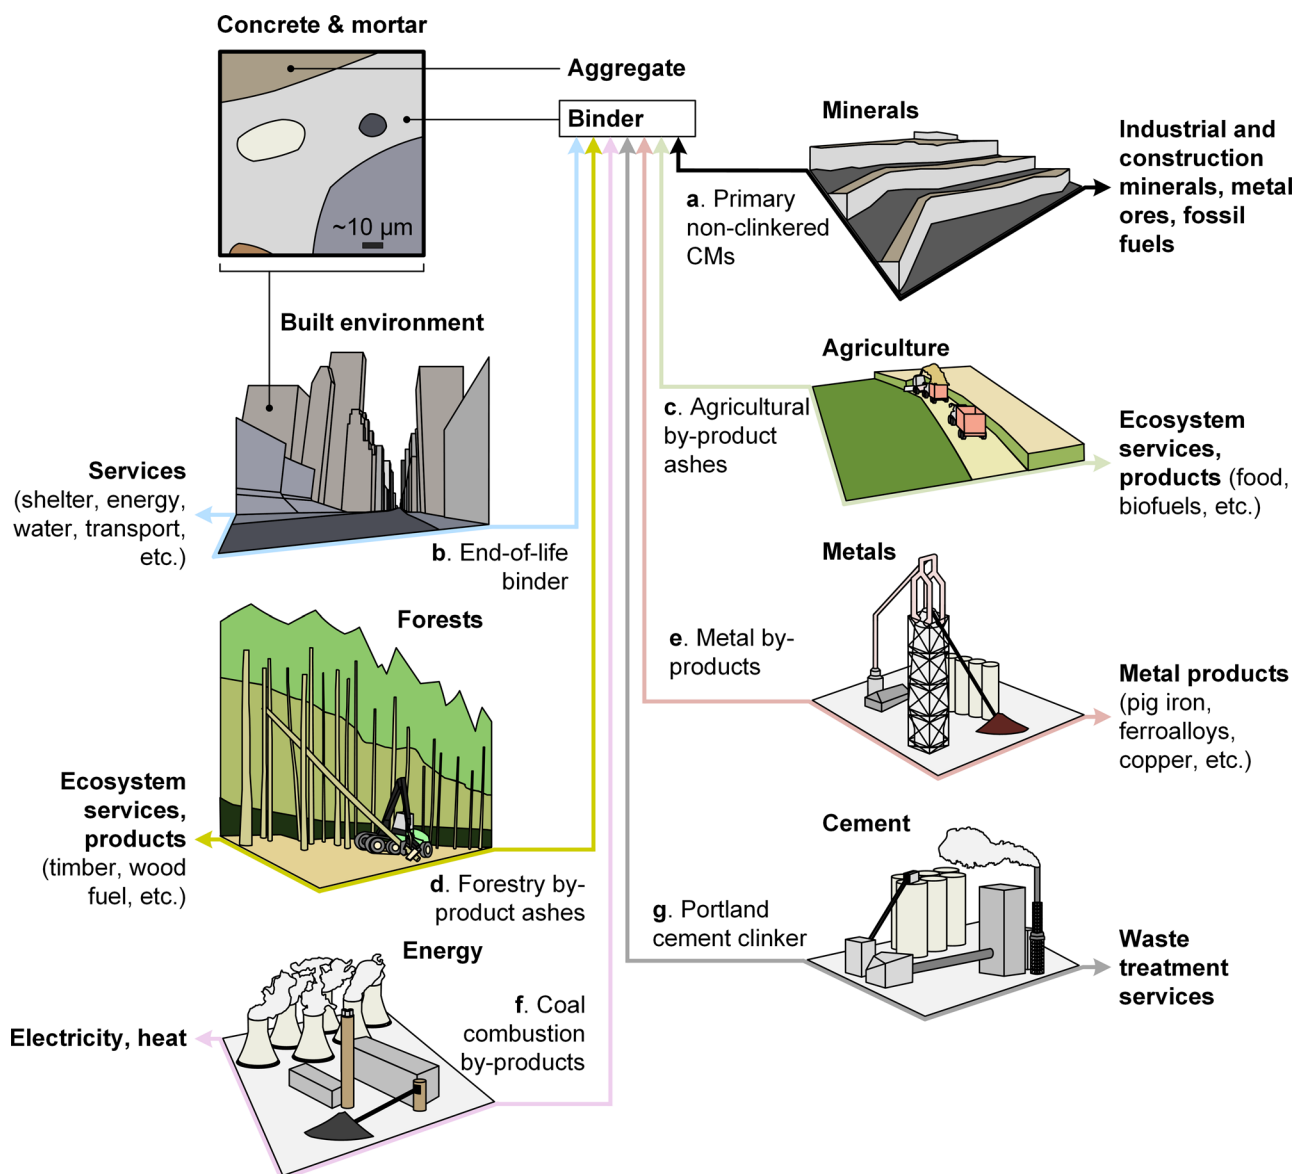 Concrete & mortar
Aggregate
Binder
~10 µm
Minerals
Industrial and
construction
minerals, metal
ores, fossil
fuels
a. Primary
non-clinkered
CMs
Built environment
Services
(shelter, energy,
water, transport,
etc.)
b. End-of-life
binder
Agriculture
c. Agricultural
by-product
ashes
Ecosystem
services,
products (food,
biofuels, etc.)
Forests
Ecosystem
services,
products
(timber, wood
fuel, etc.)
d. Forestry by-
product ashes
Metals
e. Metal by-
products
Metal products
(pig iron,
ferroalloys,
copper, etc.)
Energy
Electricity, heat
f. Coal
combustion
by-products
Cement
g. Portland
cement clinker
Waste
treatment
services